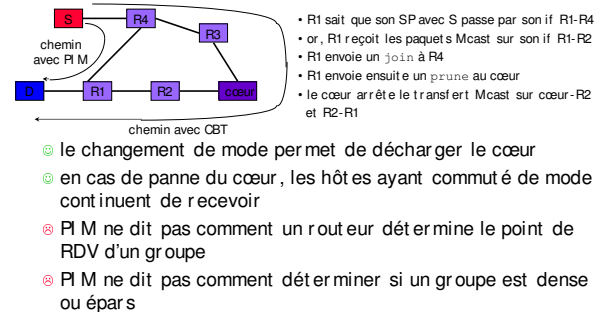 S
R4
R3
chemin
avec PIM
D
R1
R2
cœur
chemin avec CBT
• R1 sait que son SP avec S passe par son if R1-R4
• or, R1 reçoit les paquets Mcast sur son if R1-R2
• R1 envoie un join à R4
• R1 envoie ensuite un prune au cœur
• le cœur arrête le transfert Mcast sur cœur-R2
et R2-R1
☺ le changement de mode permet de décharger le cœur
☺ en cas de panne du cœur, les hôtes ayant commuté de mode
continuent de recevoir
☹ PIM ne dit pas comment un routeur détermine le point de
RDV d'un groupe
☹ PIM ne dit pas comment déterminer si un groupe est dense
ou épars